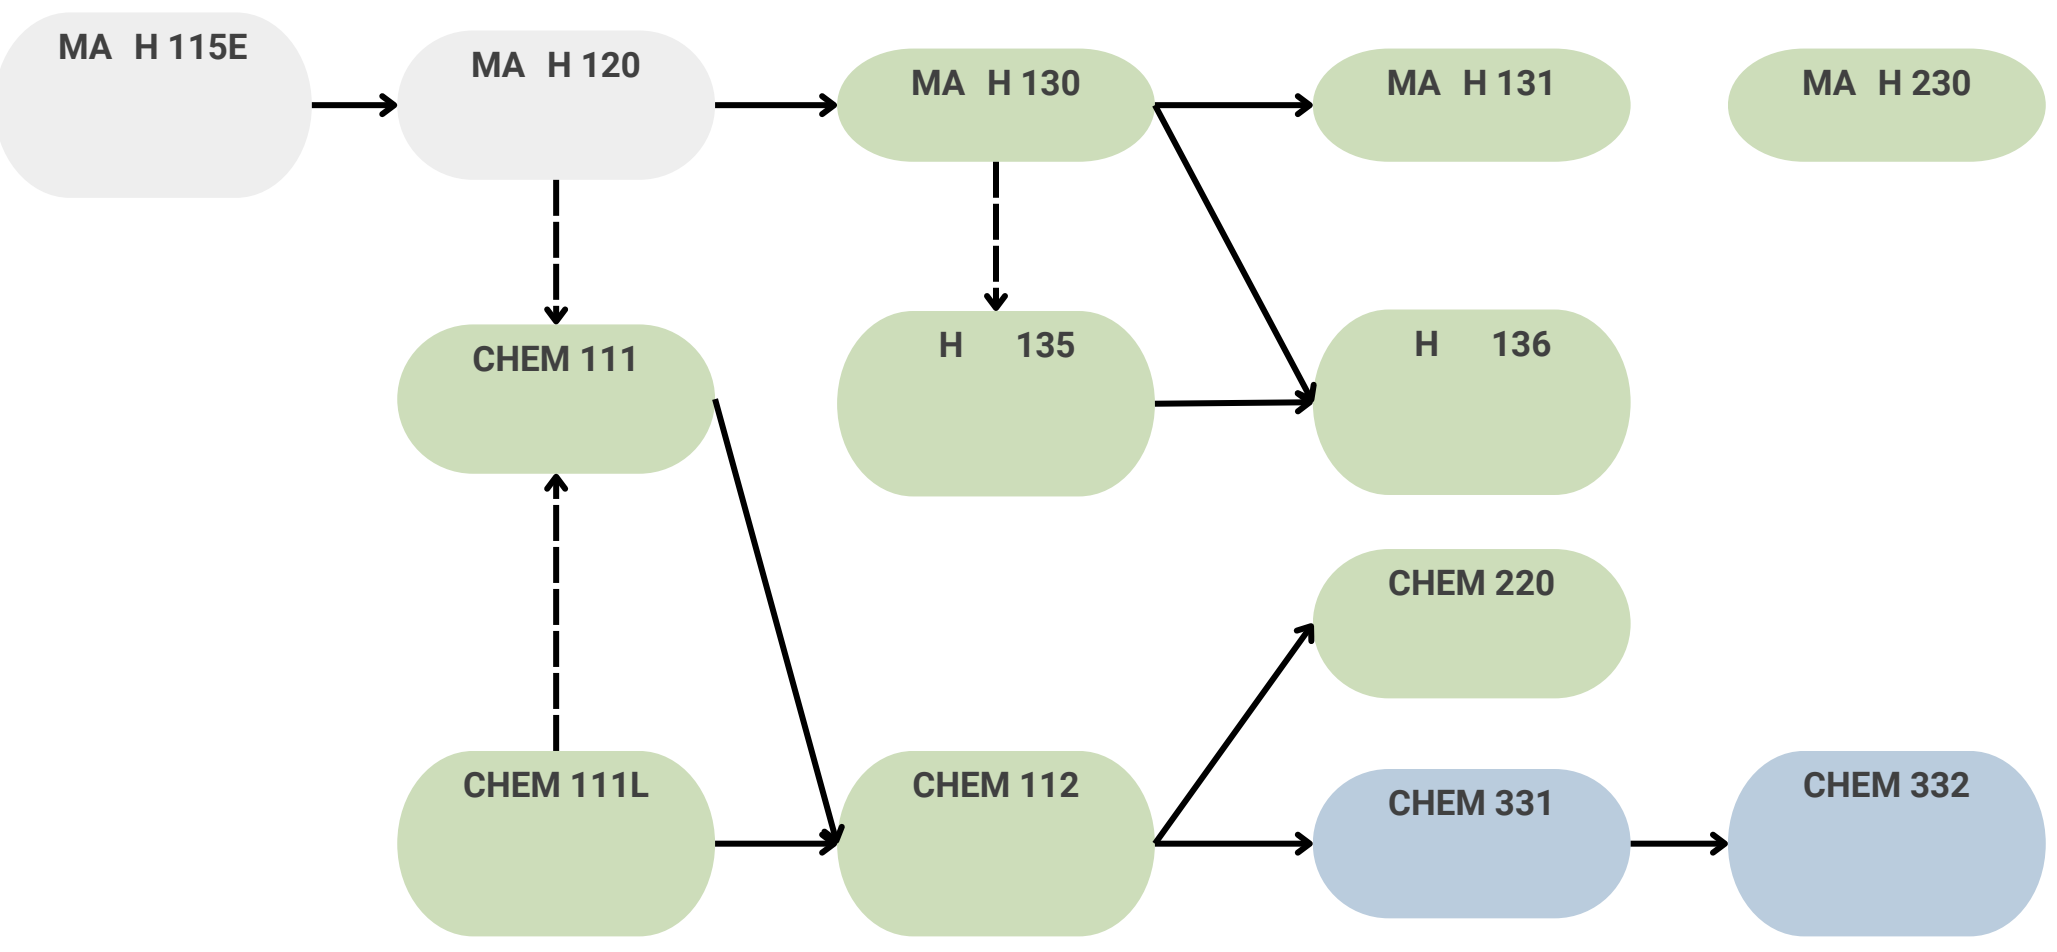 MA H 115E
MA H 120
MA H 130
MA H 131
MA H 230
CHEM 111
H 135
H 136
CHEM 220
CHEM 111L
CHEM 112
CHEM 331
CHEM 332